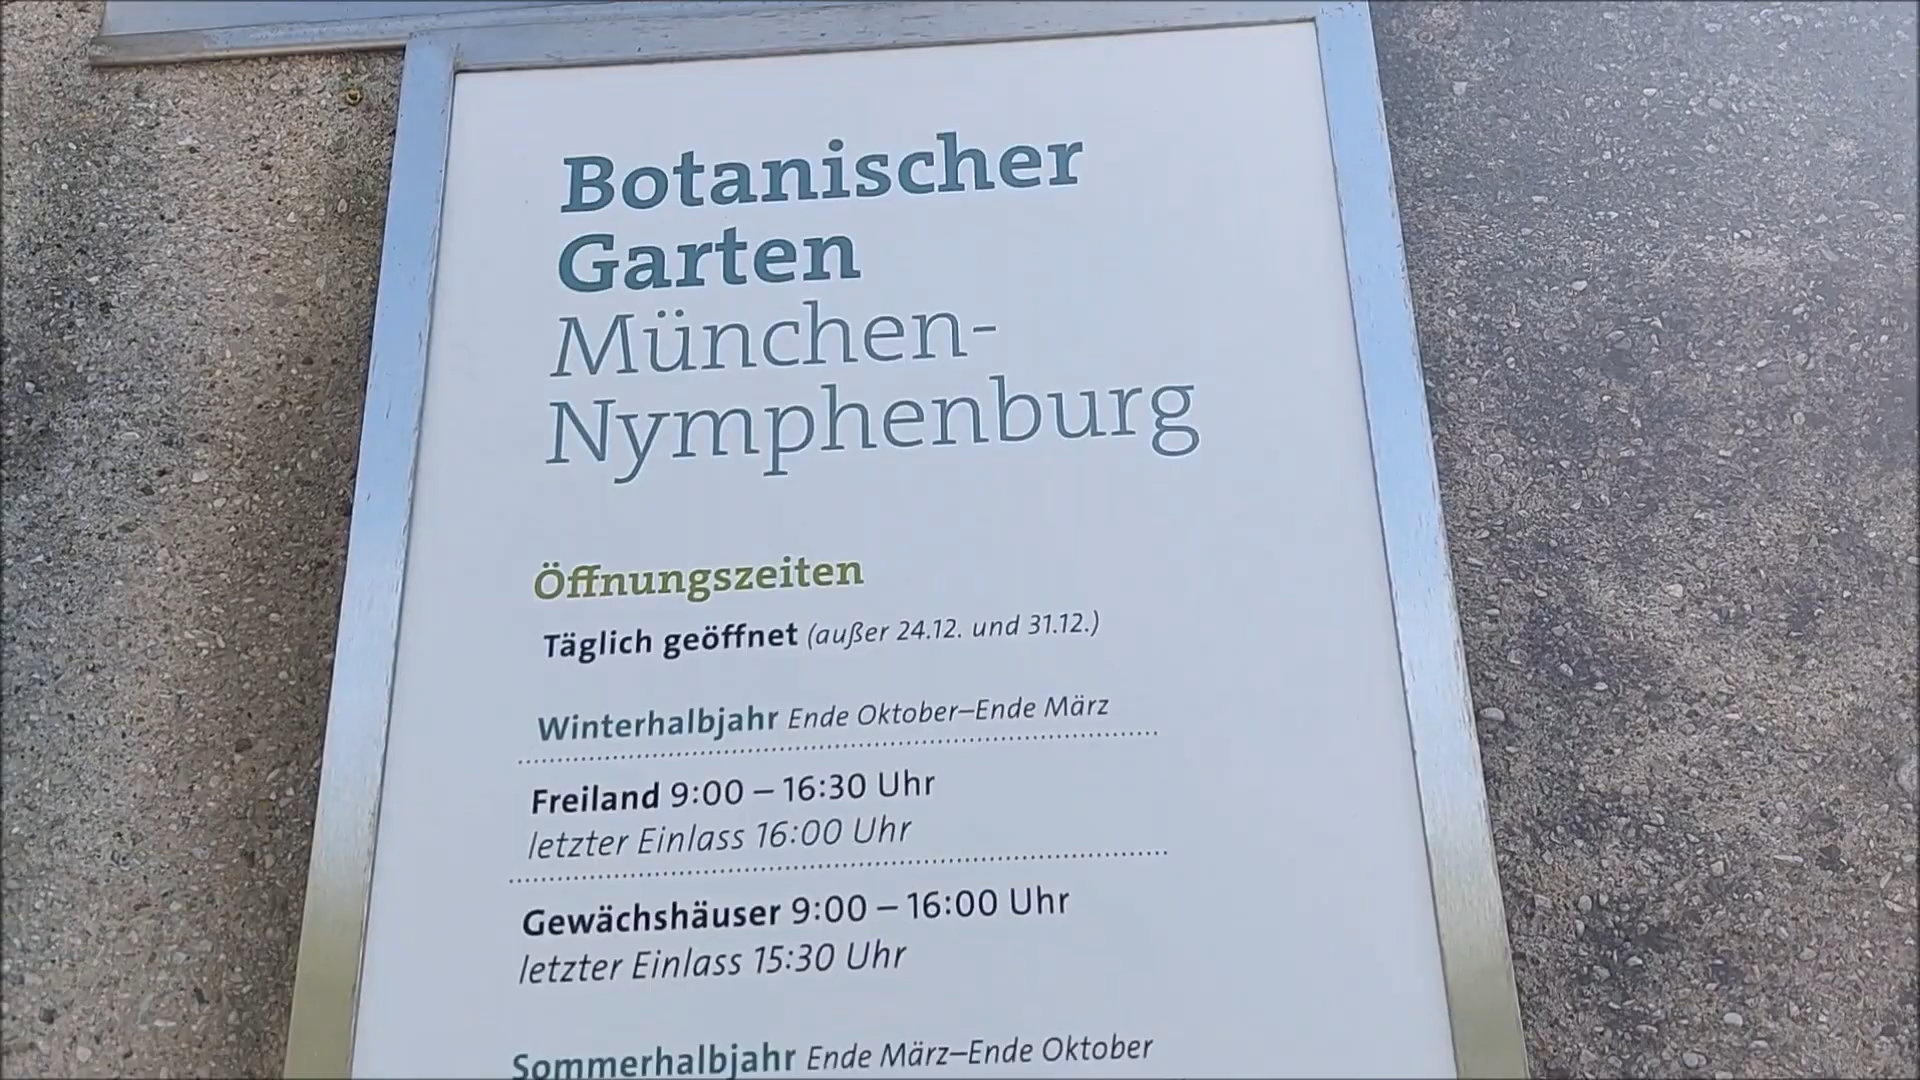 Botanischer
Garten
München-
Nymphenburg
Öffnungszeiten
Täglich geöffnet (außer 24.12. und 31.12.)
Winterhalbjahr Ende Oktober–Ende März
Freiland 9:00 – 16:30 Uhr
letzter Einlass 16:00 Uhr
Gewächshäuser 9:00 – 16:00 Uhr
letzter Einlass 15:30 Uhr
Sommerhalbjahr Ende März–Ende Oktober